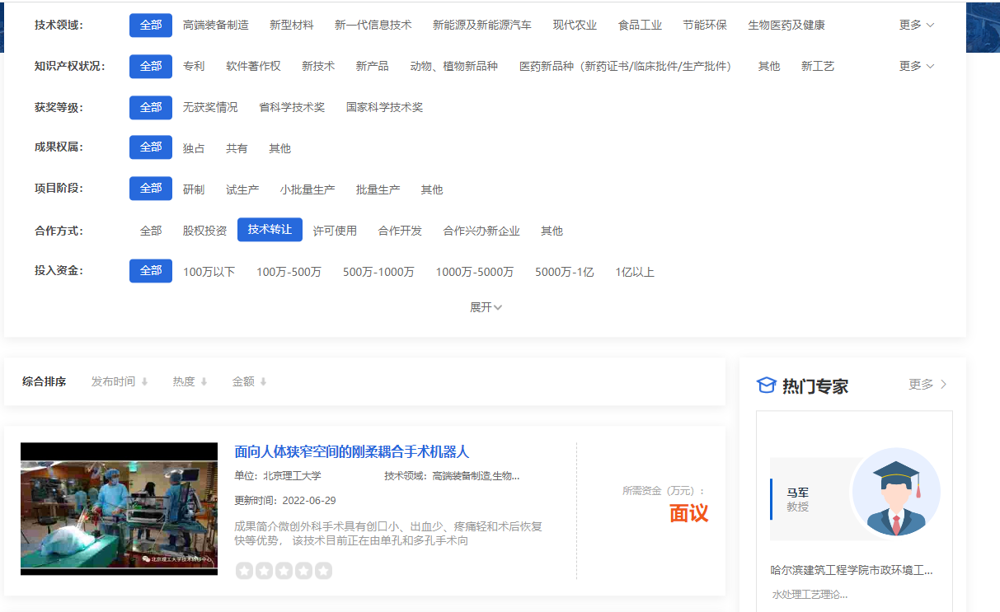 技术领域： 全部 高端装备制造 新型材料 新一代信息技术 新能源及新能源汽车 现代农业 食品工业 节能环保 生物医药及健康 更多
知识产权状况： 全部 专利 软件著作权 新技术 新产品 动物、植物新品种 医药新品种（新药证书/临床批件/生产批件） 其他 新工艺 更多
获奖等级： 全部 无获奖情况 省科学技术奖 国家科学技术奖
成果权属： 全部 独占 共有 其他
项目阶段： 全部 研制 试生产 小批量生产 批量生产 其他
合作方式： 全部 股权投资 技术转让 许可使用 合作开发 合作兴办新企业 其他
投入资金： 全部 100万以下 100万-500万 500万-1000万 1000万-5000万 5000万-1亿 1亿以上
展开
综合排序 发布时间 热度 金额
面向人体狭窄空间的刚柔耦合手术机器人
单位：北京理工大学 技术领域：高端装备制造,生物...
更新时间：2022-06-29
成果简介微创外科手术具有创口小、出血少、疼痛轻和术后恢复
快等优势， 该技术目前正在由单孔和多孔手术向
北京理工大学技术转移中心
所需资金（万元）：
面议
热门专家 更多
马军
教授
哈尔滨建筑工程学院市政环境工...
水处理工艺理论...